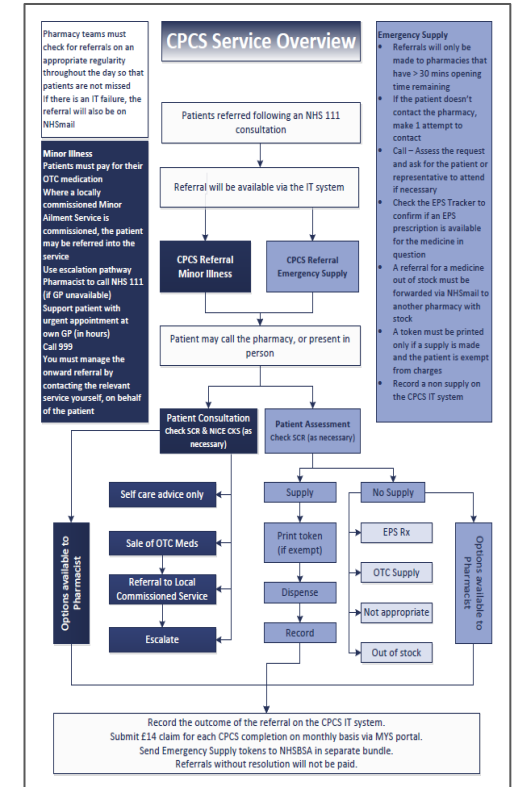 Pharmacy teams must
check for referrals on an
appropriate regularity
throughout the day so that
patients are not missed
If there is an IT failure, the
referral will also be on
NHSmail
CPCS Service Overview
Emergency Supply
• Referrals will only be
made to pharmacies that
have > 30 mins opening
time remaining
• If the patient doesn't
contact the pharmacy,
make 1 attempt to
contact
• Call – Assess the request
and ask for the patient or
representative to attend
if necessary
• Check the EPS Tracker to
confirm if an EPS
prescription is available
for the medicine in
question
• A referral for a medicine
out of stock must be
forwarded via NHSmail to
another pharmacy with
stock
• A token must be printed
only if a supply is made
and the patient is exempt
from charges
• Record a non supply on
the CPCS IT system
Minor Illness
Patients must pay for their
OTC medication
Where a locally
commissioned Minor
Ailment Service is
commissioned, the patient
may be referred into the
service
Use escalation pathway
Pharmacist to call NHS 111
(if GP unavailable)
Support patient with
urgent appointment at
own GP (in hours)
Call 999
You must manage the
onward referral by
contacting the relevant
service yourself, on behalf
of the patient
Patients referred following an NHS 111
consultation
Referral will be available via the IT system
CPCS Referral
Minor Illness
CPCS Referral
Emergency Supply
Patient may call the pharmacy, or present in
person
Patient Consultation
Check SCR & NICE CKS (as
necessary)
Patient Assessment
Check SCR (as necessary)
Options available to
Pharmacist
Self care advice only
Sale of OTC Meds
Referral to Local
Commissioned Service
Escalate
Supply
Print token
(if exempt)
Dispense
Record
No Supply
EPS Rx
OTC Supply
Not appropriate
Out of stock
Options available to
Pharmacist
Record the outcome of the referral on the CPCS IT system.
Submit £14 claim for each CPCS completion on monthly basis via MYS portal.
Send Emergency Supply tokens to NHSBSA in separate bundle.
Referrals without resolution will not be paid.